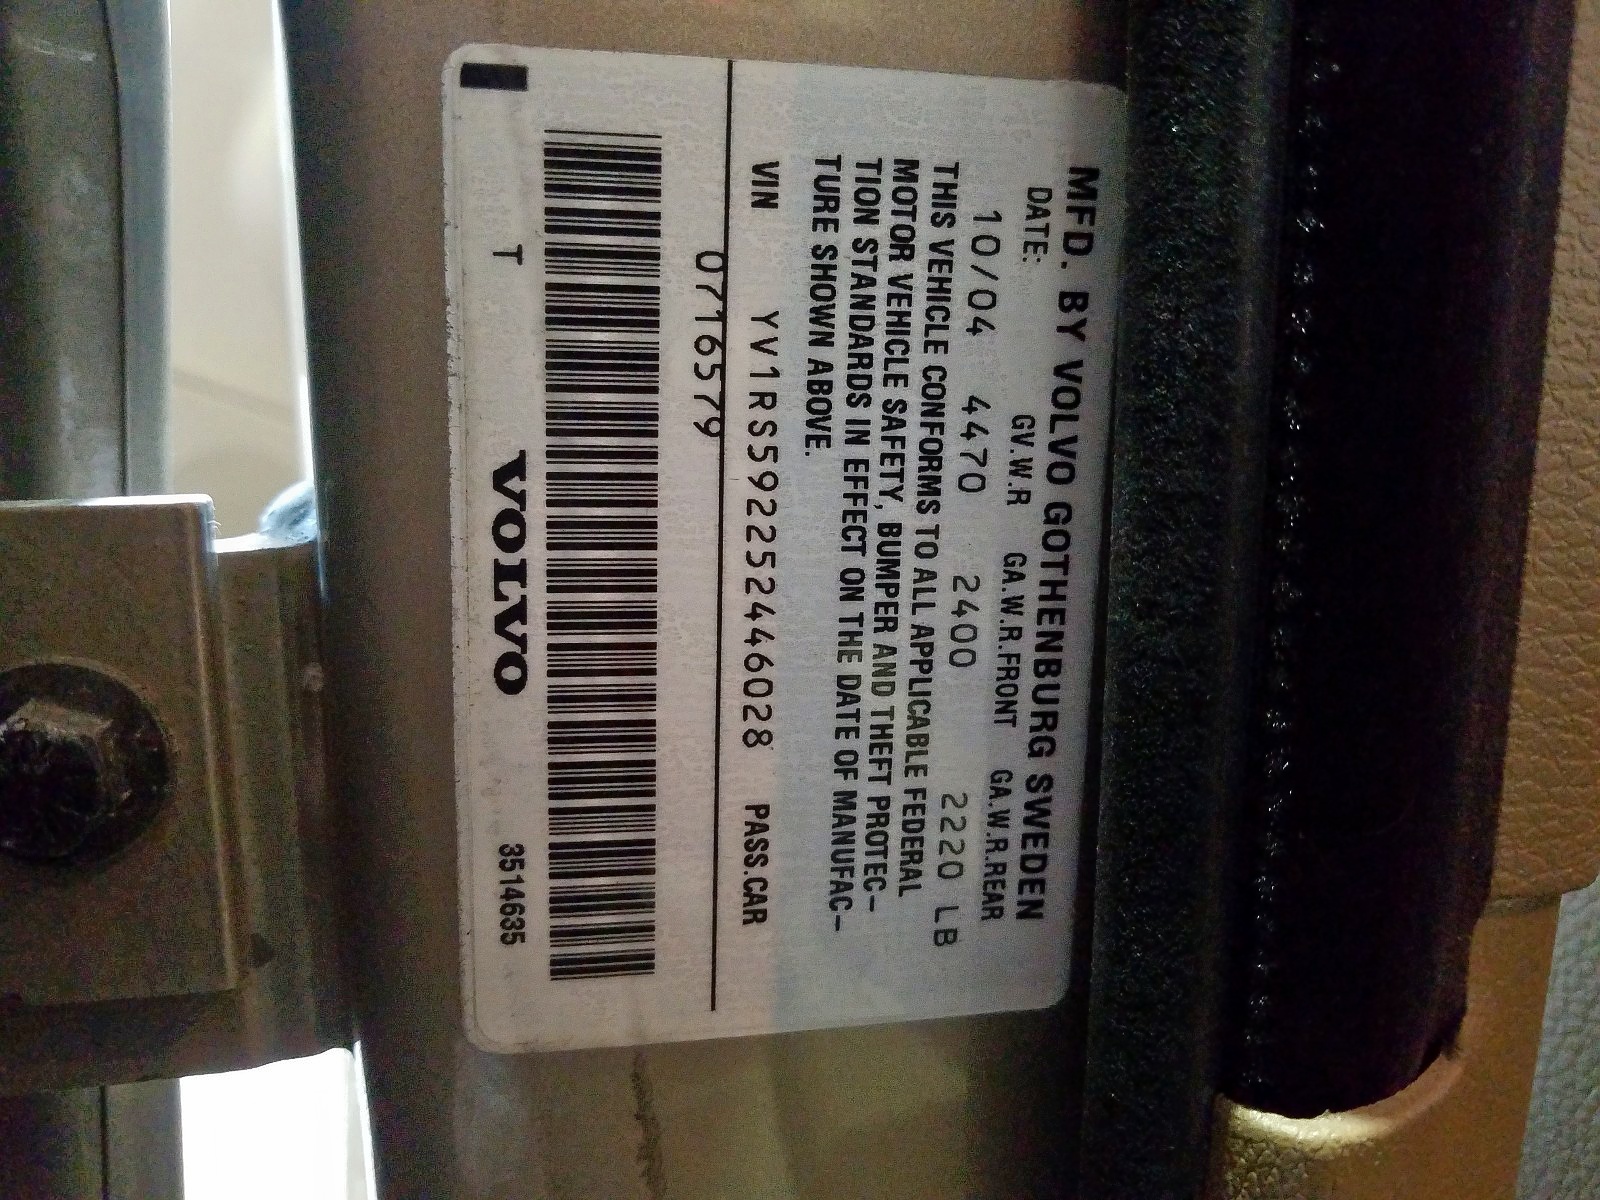 MFD. BY VOLVO GOTHENBURG SWEDEN
DATE: GV.W.R GA.W.R.FRONT GA.W.R.REAR
10/04 4470 2400 2220 LB
THIS VEHICLE CONFORMS TO ALL APPLICABLE FEDERAL
MOTOR VEHICLE SAFETY, BUMPER AND THEFT PROTEC-
TION STANDARDS IN EFFECT ON THE DATE OF MANUFAC-
TURE SHOWN ABOVE.
VIN YV1RS592252446028 PASS.CAR
0716579
T VOLVO 3514635